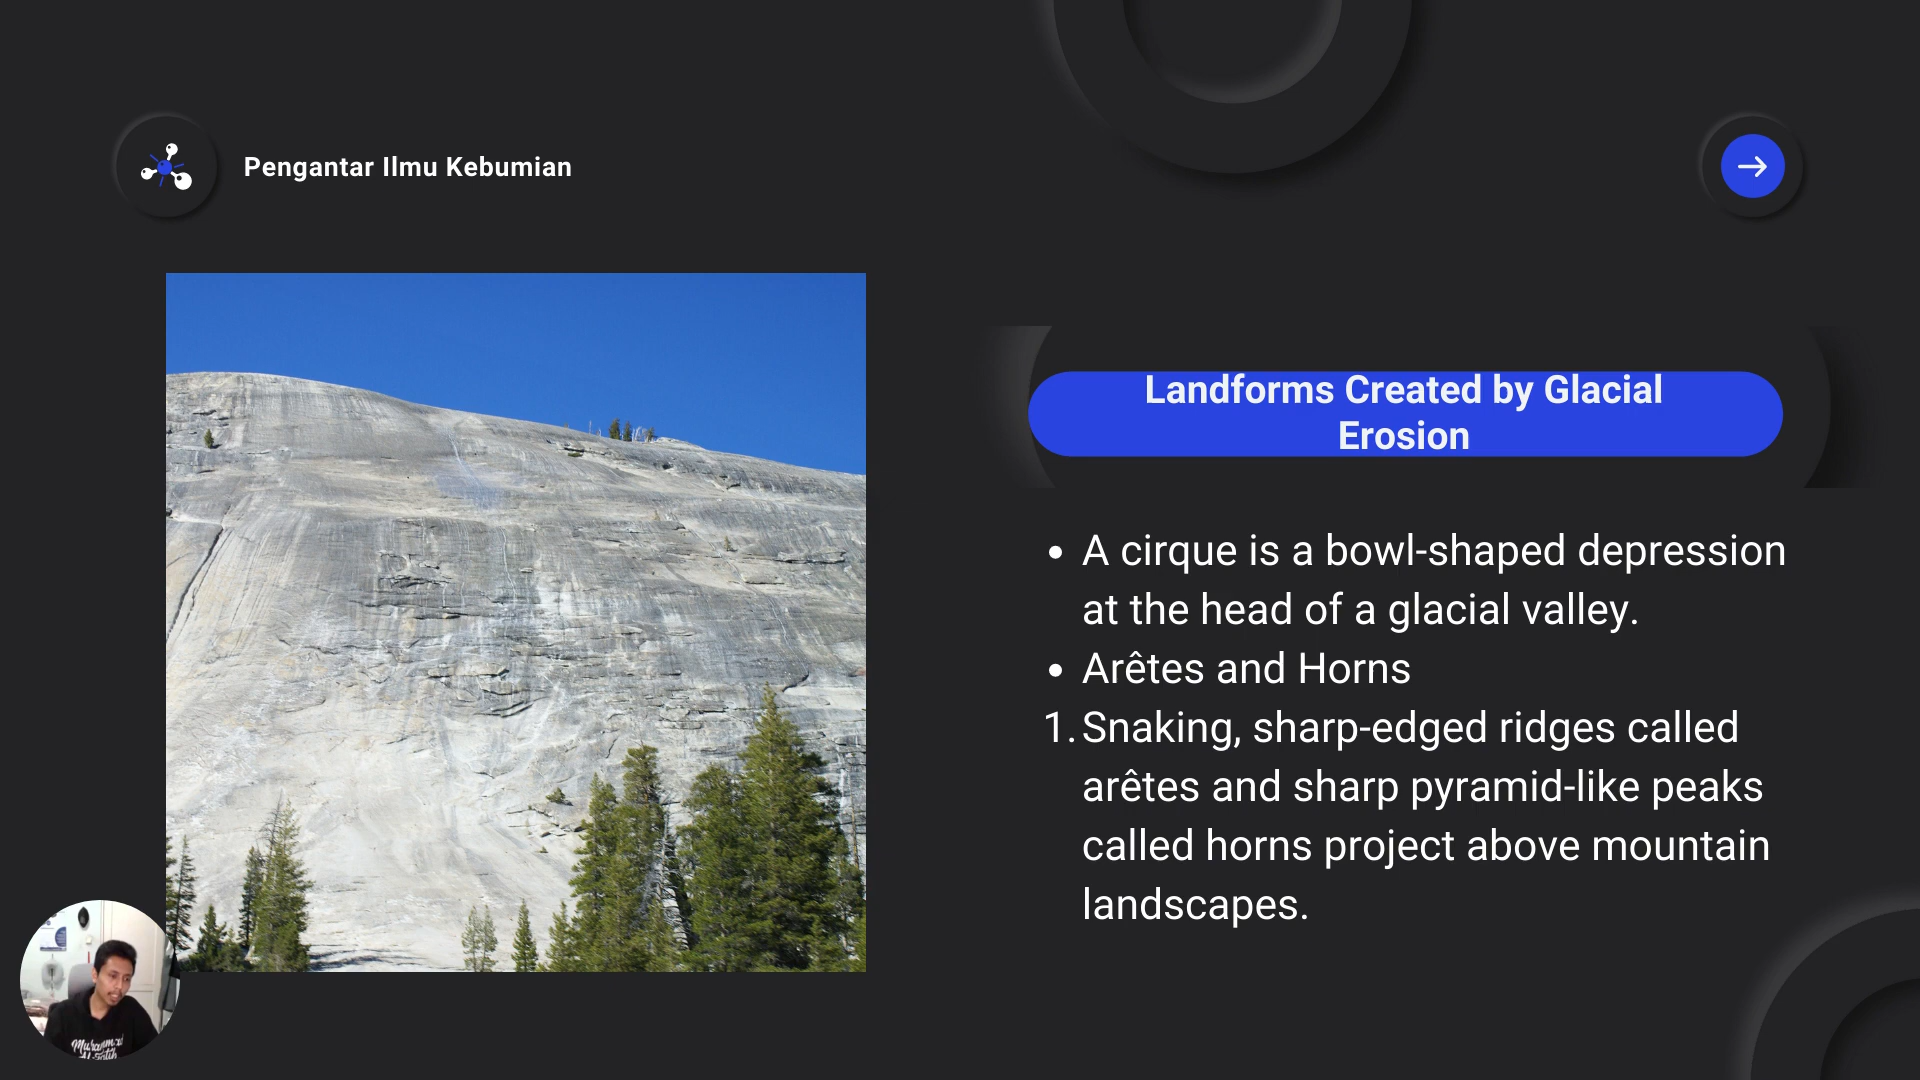 Pengantar Ilmu Kebumian
Landforms Created by Glacial
Erosion
• A cirque is a bowl-shaped depression
at the head of a glacial valley.
• Arêtes and Horns
1. Snaking, sharp-edged ridges called
arêtes and sharp pyramid-like peaks
called horns project above mountain
landscapes.